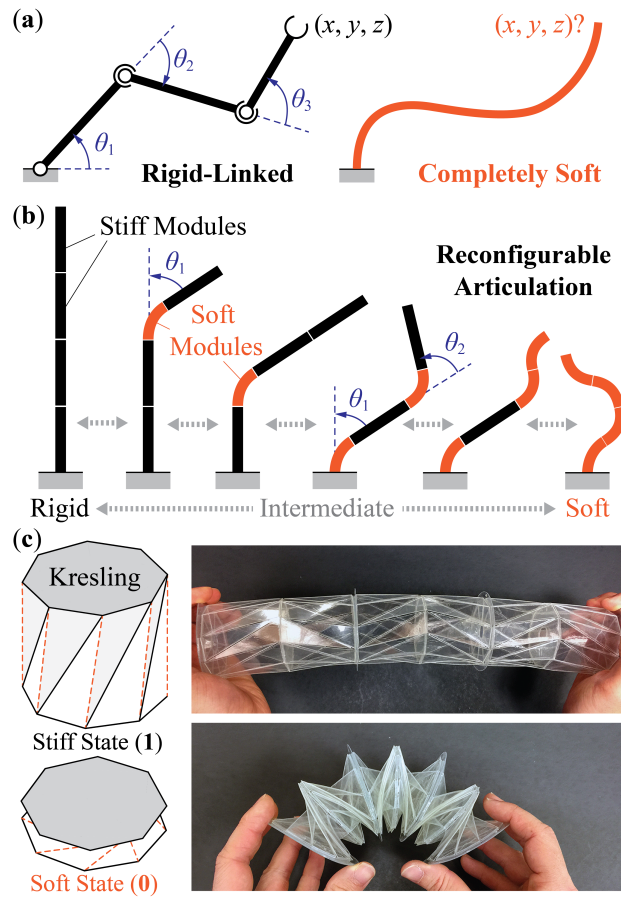 (a)
(x, y, z)
(x, y, z)?
θ2
θ1
θ3
Rigid-Linked
Completely Soft
(b)
Stiff Modules
θ1
Soft
Modules
Reconfigurable
Articulation
θ1
θ2
Rigid
Intermediate
Soft
(c)
Kresling
Stiff State (1)
Soft State (0)